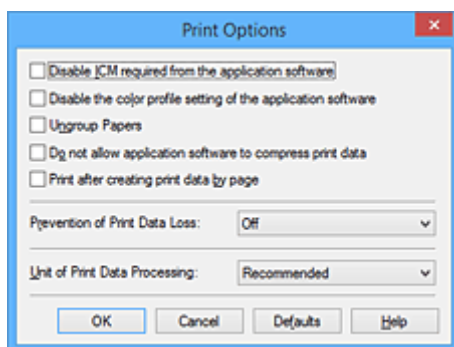 Print Options
Disable ICM required from the application software
Disable the color profile setting of the application software
Ungroup Papers
Do not allow application software to compress print data
Print after creating print data by page
Prevention of Print Data Loss: Off
Unit of Print Data Processing: Recommended
OK Cancel Defaults Help